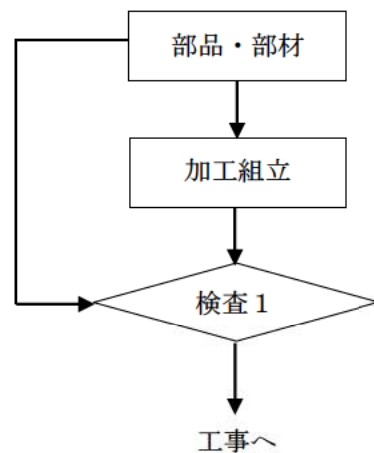 部品・部材
加工組立
検査１
工事へ